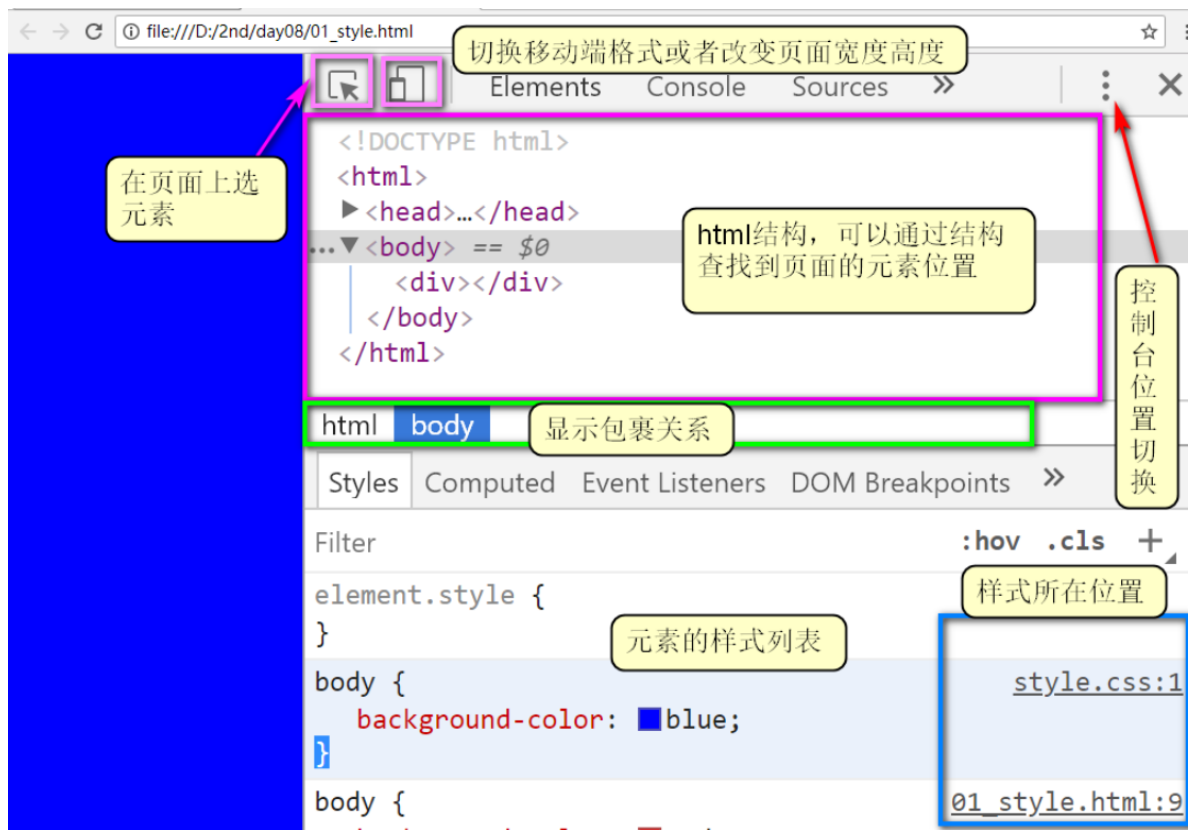 file:///D:/2nd/day08/01_style.html
切换移动端格式或者改变页面宽度高度
Elements Console Sources »
<!DOCTYPE html>
<html>
▶<head>…</head>
...▼<body> == $0
<div></div>
</body>
</html>
在页面上选
元素
html结构，可以通过结构
查找到页面的元素位置
控
制
台
位
置
切
换
html body
显示包裹关系
Styles Computed Event Listeners DOM Breakpoints »
Filter :hov .cls +
样式所在位置
element.style {
}
元素的样式列表
body { style.css:1
background-color: blue;
}
body { 01_style.html:9